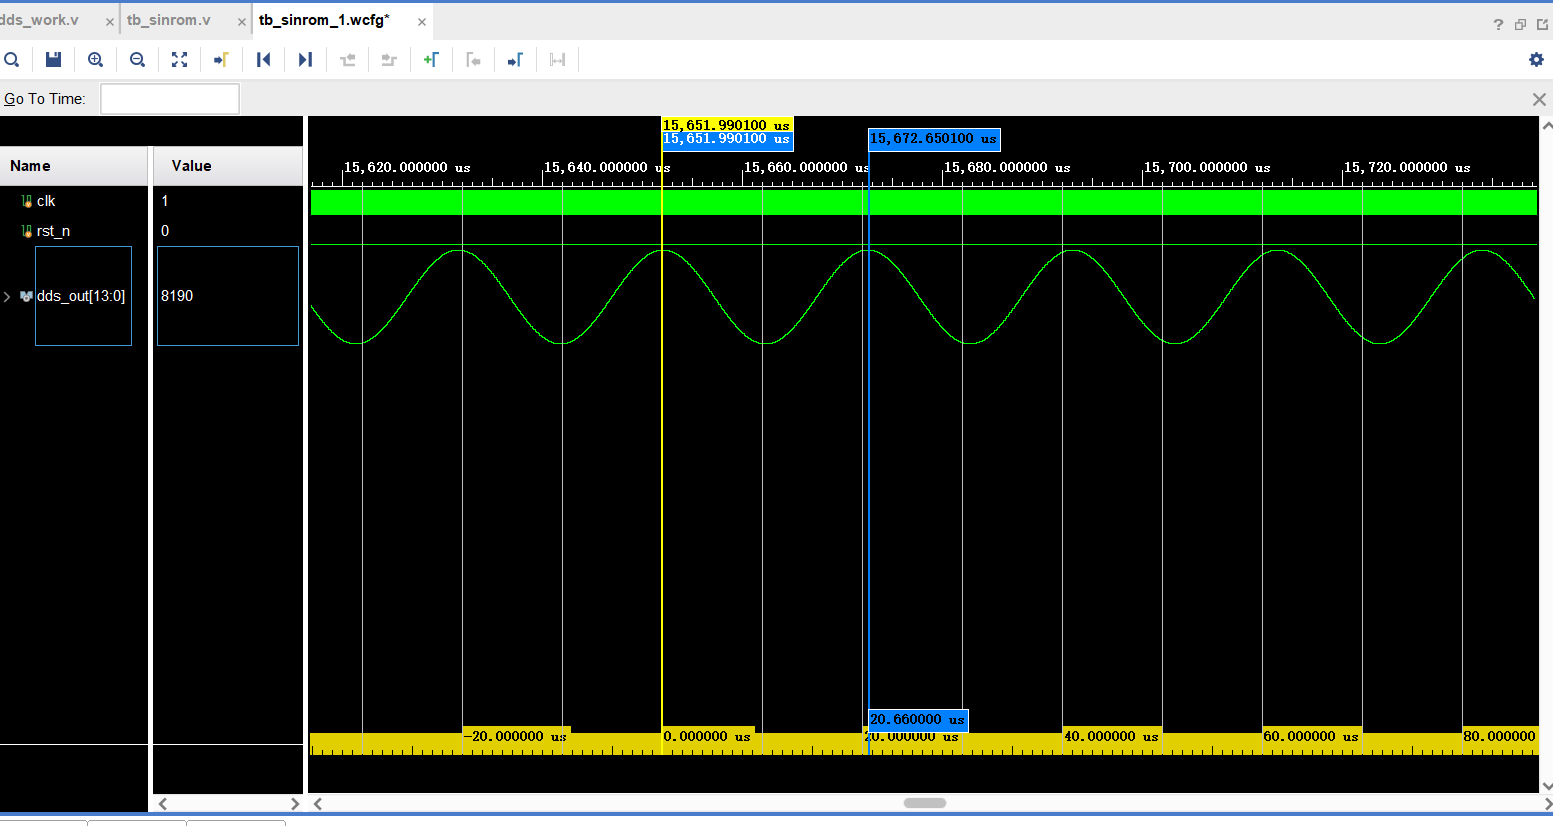 dds_work.v × tb_sinrom.v × tb_sinrom_1.wcfg* ×
?
Go To Time:
15,651.990100 us
15,651.990100 us 15,672.650100 us
Name Value
15,620.000000 us 15,640.000000 us 15,660.000000 us 15,680.000000 us 15,700.000000 us 15,720.000000 us
clk 1
rst_n 0
dds_out[13:0] 8190
20.660000 us
-20.000000 us 0.000000 us 20.000000 us 40.000000 us 60.000000 us 80.000000